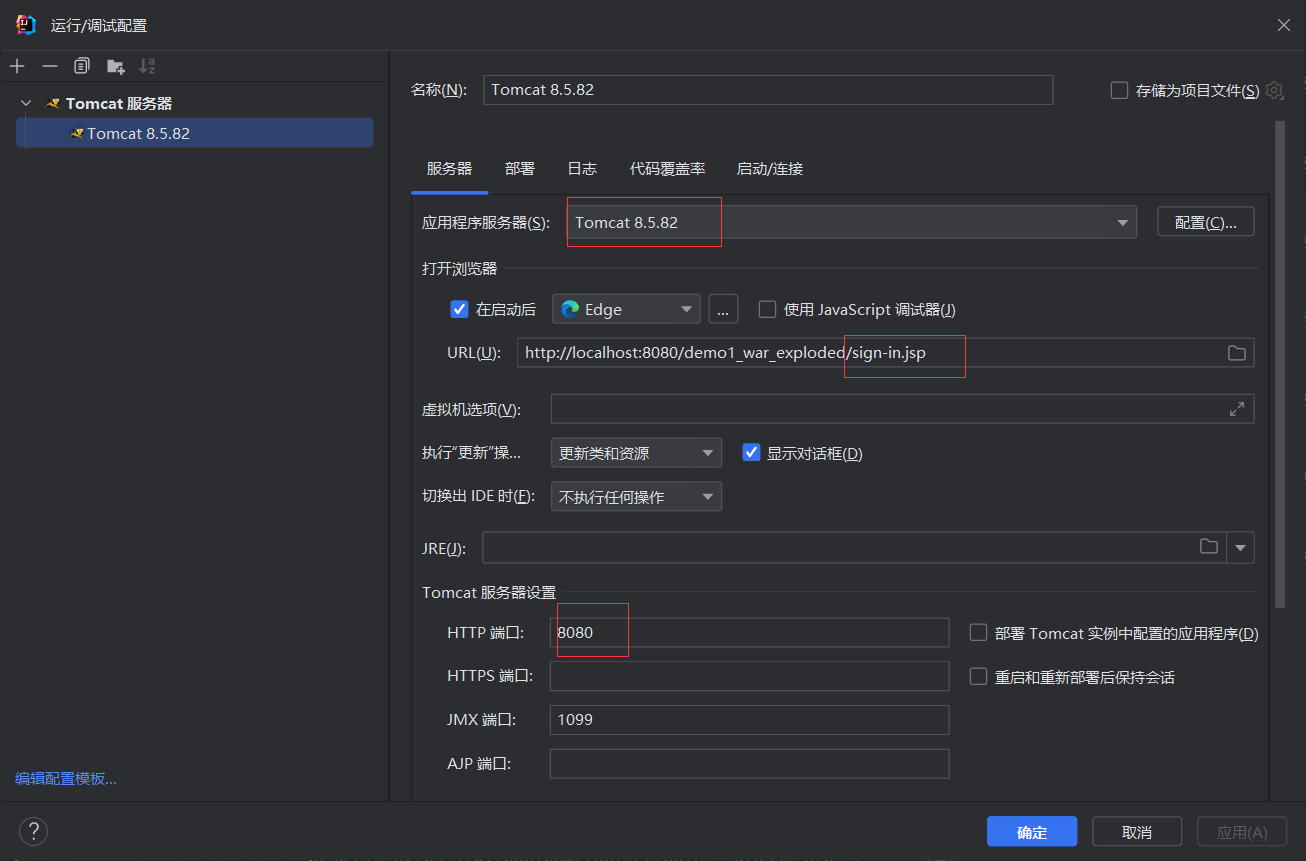 运行/调试配置
Tomcat 服务器
Tomcat 8.5.82
编辑配置模板...
名称(N): Tomcat 8.5.82 存储为项目文件(S)
服务器 部署 日志 代码覆盖率 启动/连接
应用程序服务器(S): Tomcat 8.5.82 配置(C)...
打开浏览器
在启动后 Edge ... 使用 JavaScript 调试器(J)
URL(U): http://localhost:8080/demo1_war_exploded/sign-in.jsp
虚拟机选项(V):
执行“更新”操... 更新类和资源 显示对话框(D)
切换出 IDE 时(F): 不执行任何操作
JRE(J):
Tomcat 服务器设置
HTTP 端口: 8080 部署 Tomcat 实例中配置的应用程序(D)
HTTPS 端口: 重启和重新部署后保持会话
JMX 端口: 1099
AJP 端口:
? 确定 取消 应用(A)